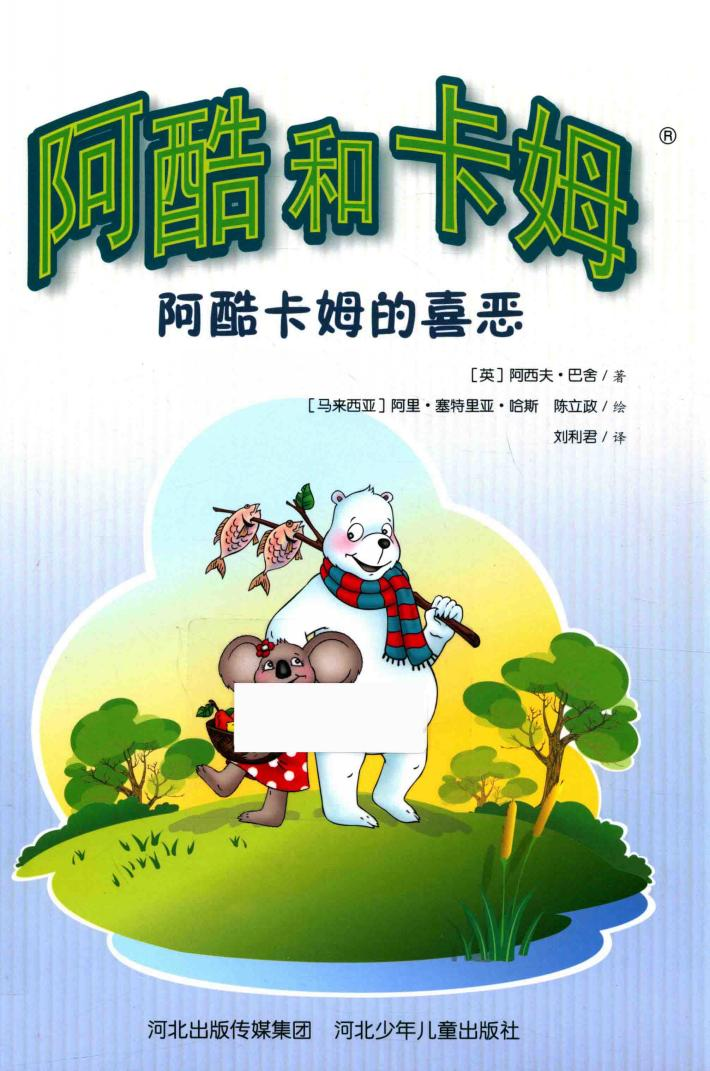 阿酷和卡姆®
阿酷卡姆的喜恶
[英]阿西夫·巴舍/著
[马来西亚]阿里·塞特里亚·哈斯 陈立政/绘
刘利君/译
河北出版传媒集团 河北少年儿童出版社